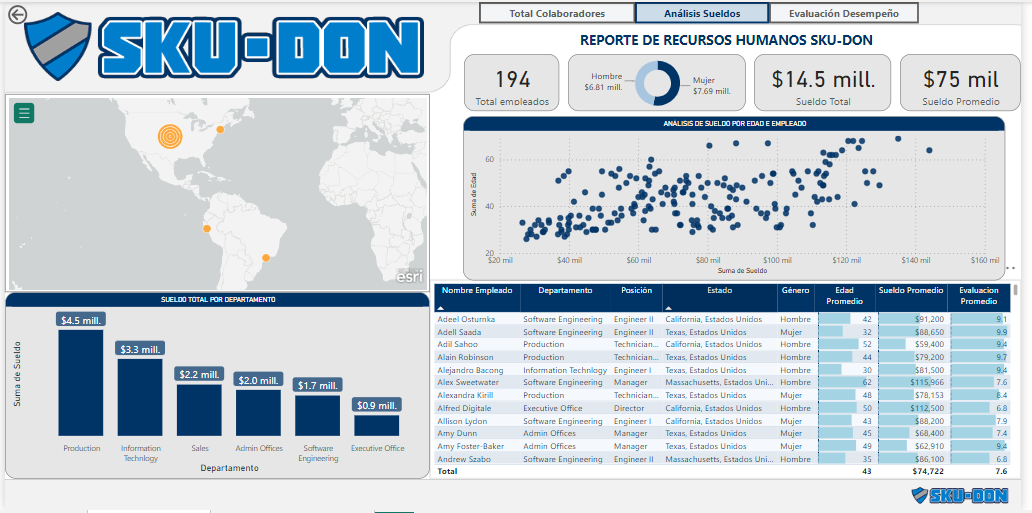 Total Colaboradores
Análisis Sueldos
Evaluación Desempeño
SKU-DON
REPORTE DE RECURSOS HUMANOS SKU-DON
194
Total empleados
Hombre
$6.81 mill.
Mujer
$7.69 mill.
$14.5 mill.
Sueldo Total
$75 mil
Sueldo Promedio
esri
ANÁLISIS DE SUELDO POR EDAD E EMPLEADO
Suma de Edad
60
40
20
$20 mil
$40 mil
$60 mil
$80 mil
$100 mil
$120 mil
$140 mil
$160 mil
Suma de Sueldo
SUELDO TOTAL POR DEPARTAMENTO
Suma de Sueldo
$4.5 mill.
$3.3 mill.
$2.2 mill.
$2.0 mill.
$1.7 mill.
$0.9 mill.
Production
Information Technlogy
Sales
Admin Offices
Software Engineering
Executive Office
Departamento
Nombre Empleado Departamento Posición Estado Género Edad Promedio Sueldo Promedio Evaluacion Promedio
Adeel Osturnka Software Engineering Engineer II California, Estados Unidos Hombre 42 $91,200 9.1
Adell Saada Software Engineering Engineer II Texas, Estados Unidos Mujer 32 $88,650 9.9
Adil Sahoo Production Technician... California, Estados Unidos Hombre 52 $59,400 9.4
Alain Robinson Production Technician... Texas, Estados Unidos Mujer 44 $79,200 9.7
Alejandro Bacong Information Technlogy Engineer I Texas, Estados Unidos Hombre 30 $81,500 9.4
Alex Sweetwater Software Engineering Manager Massachusetts, Estados Uni... Hombre 62 $115,966 7.6
Alexandra Kirill Production Technician... Texas, Estados Unidos Mujer 48 $78,153 8.4
Alfred Digitale Executive Office Director California, Estados Unidos Hombre 50 $112,500 6.8
Allison Lydon Software Engineering Engineer I California, Estados Unidos Mujer 43 $88,200 7.9
Amy Dunn Admin Offices Manager Texas, Estados Unidos Mujer 45 $68,400 7.4
Amy Foster-Baker Admin Offices Manager Texas, Estados Unidos Mujer 49 $62,910 9.4
Andrew Szabo Software Engineering Engineer II Massachusetts, Estados Uni... Hombre 35 $86,100 6.8
Total 43 $74,722 7.6
SKU-DON